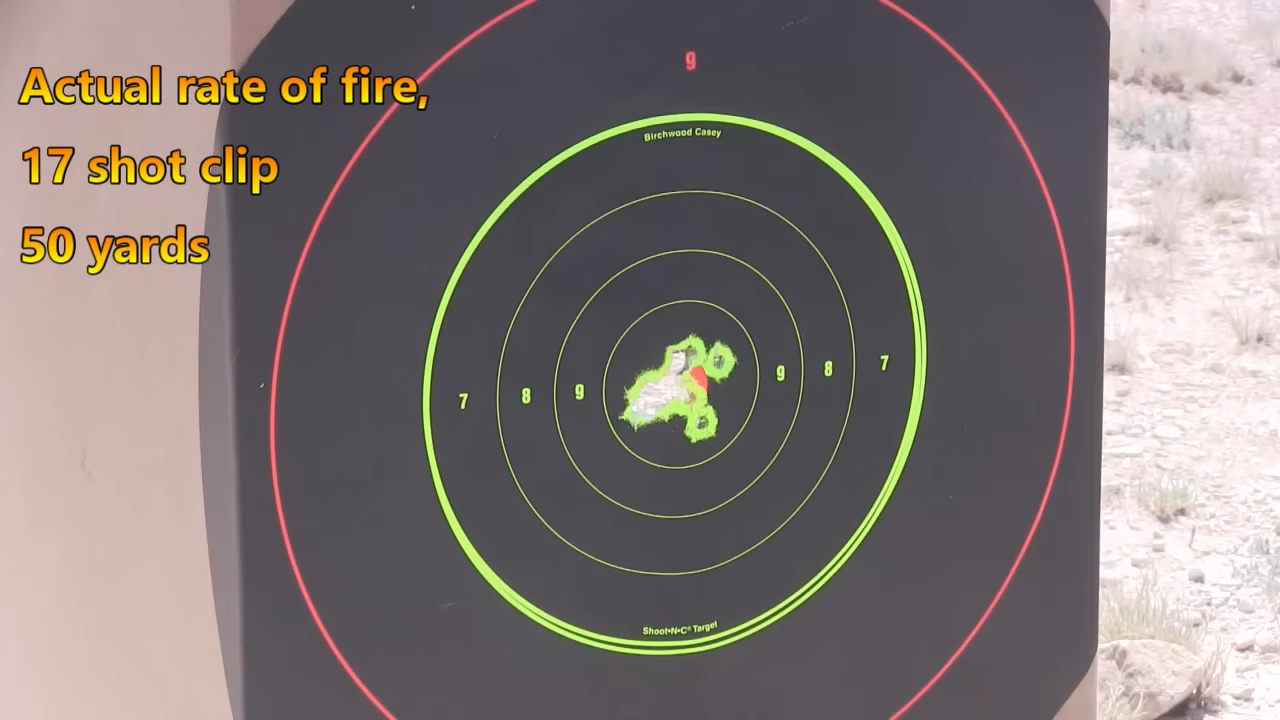 Actual rate of fire,
17 shot clip
50 yards
9
Birchwood Casey
7 8 9 9 8 7
Shoot•N•C® Target